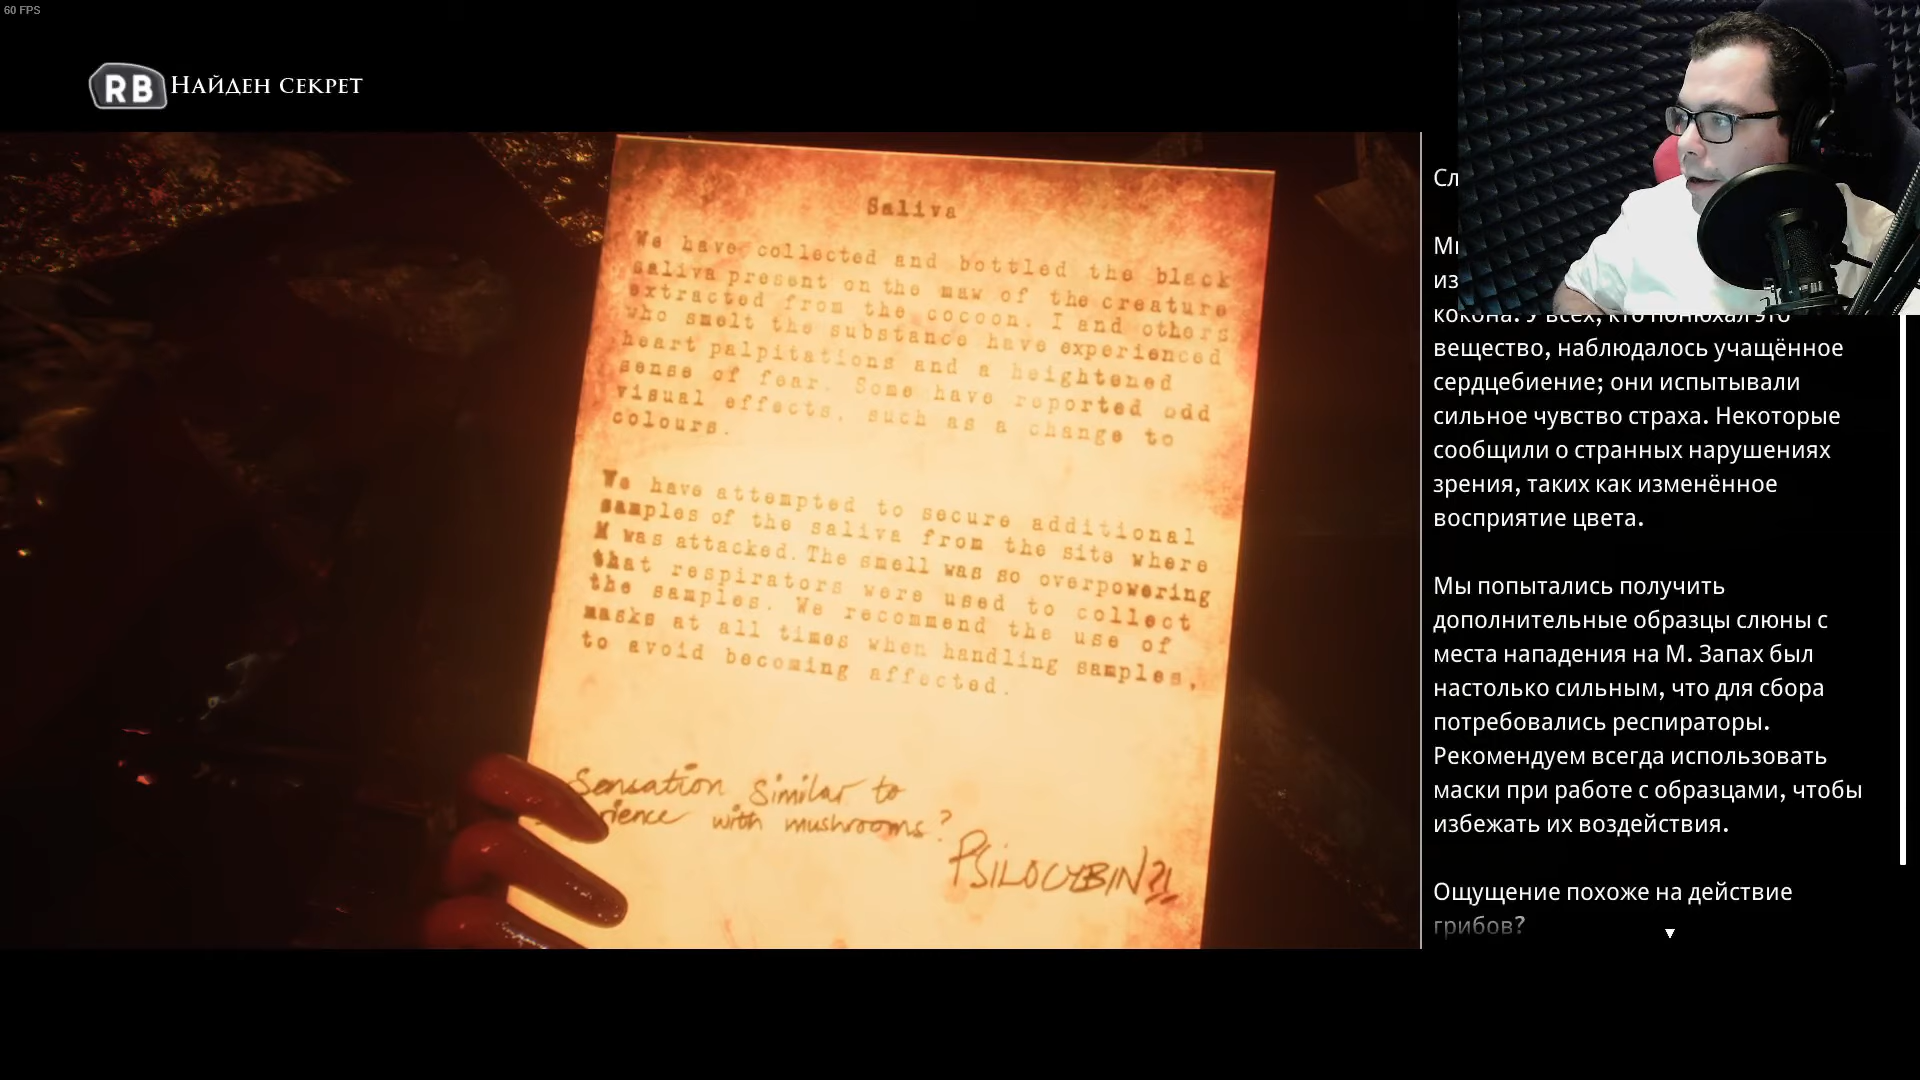 60 FPS
RB НАЙДЕН СЕКРЕТ
Saliva
We have collected and bottled the black
saliva present on the maw of the creature
extracted from the cocoon. I and others
who smelt the substance have experienced
heart palpitations and a heightened
sense of fear. Some have reported odd
visual effects, such as a change to
colours.
We have attempted to secure additional
samples of the saliva from the site where
M was attacked. The smell was so overpowering
that respirators were used to collect
the samples. We recommend the use of
masks at all times when handling samples,
to avoid becoming affected.
Sensation similar to
rience with mushrooms?
PSILOCYBIN?!
Сл
из
кокона. У всех, кто понюхал это
вещество, наблюдалось учащённое
сердцебиение; они испытывали
сильное чувство страха. Некоторые
сообщили о странных нарушениях
зрения, таких как изменённое
восприятие цвета.
Мы попытались получить
дополнительные образцы слюны с
места нападения на М. Запах был
настолько сильным, что для сбора
потребовались респираторы.
Рекомендуем всегда использовать
маски при работе с образцами, чтобы
избежать их воздействия.
Ощущение похоже на действие
грибов?